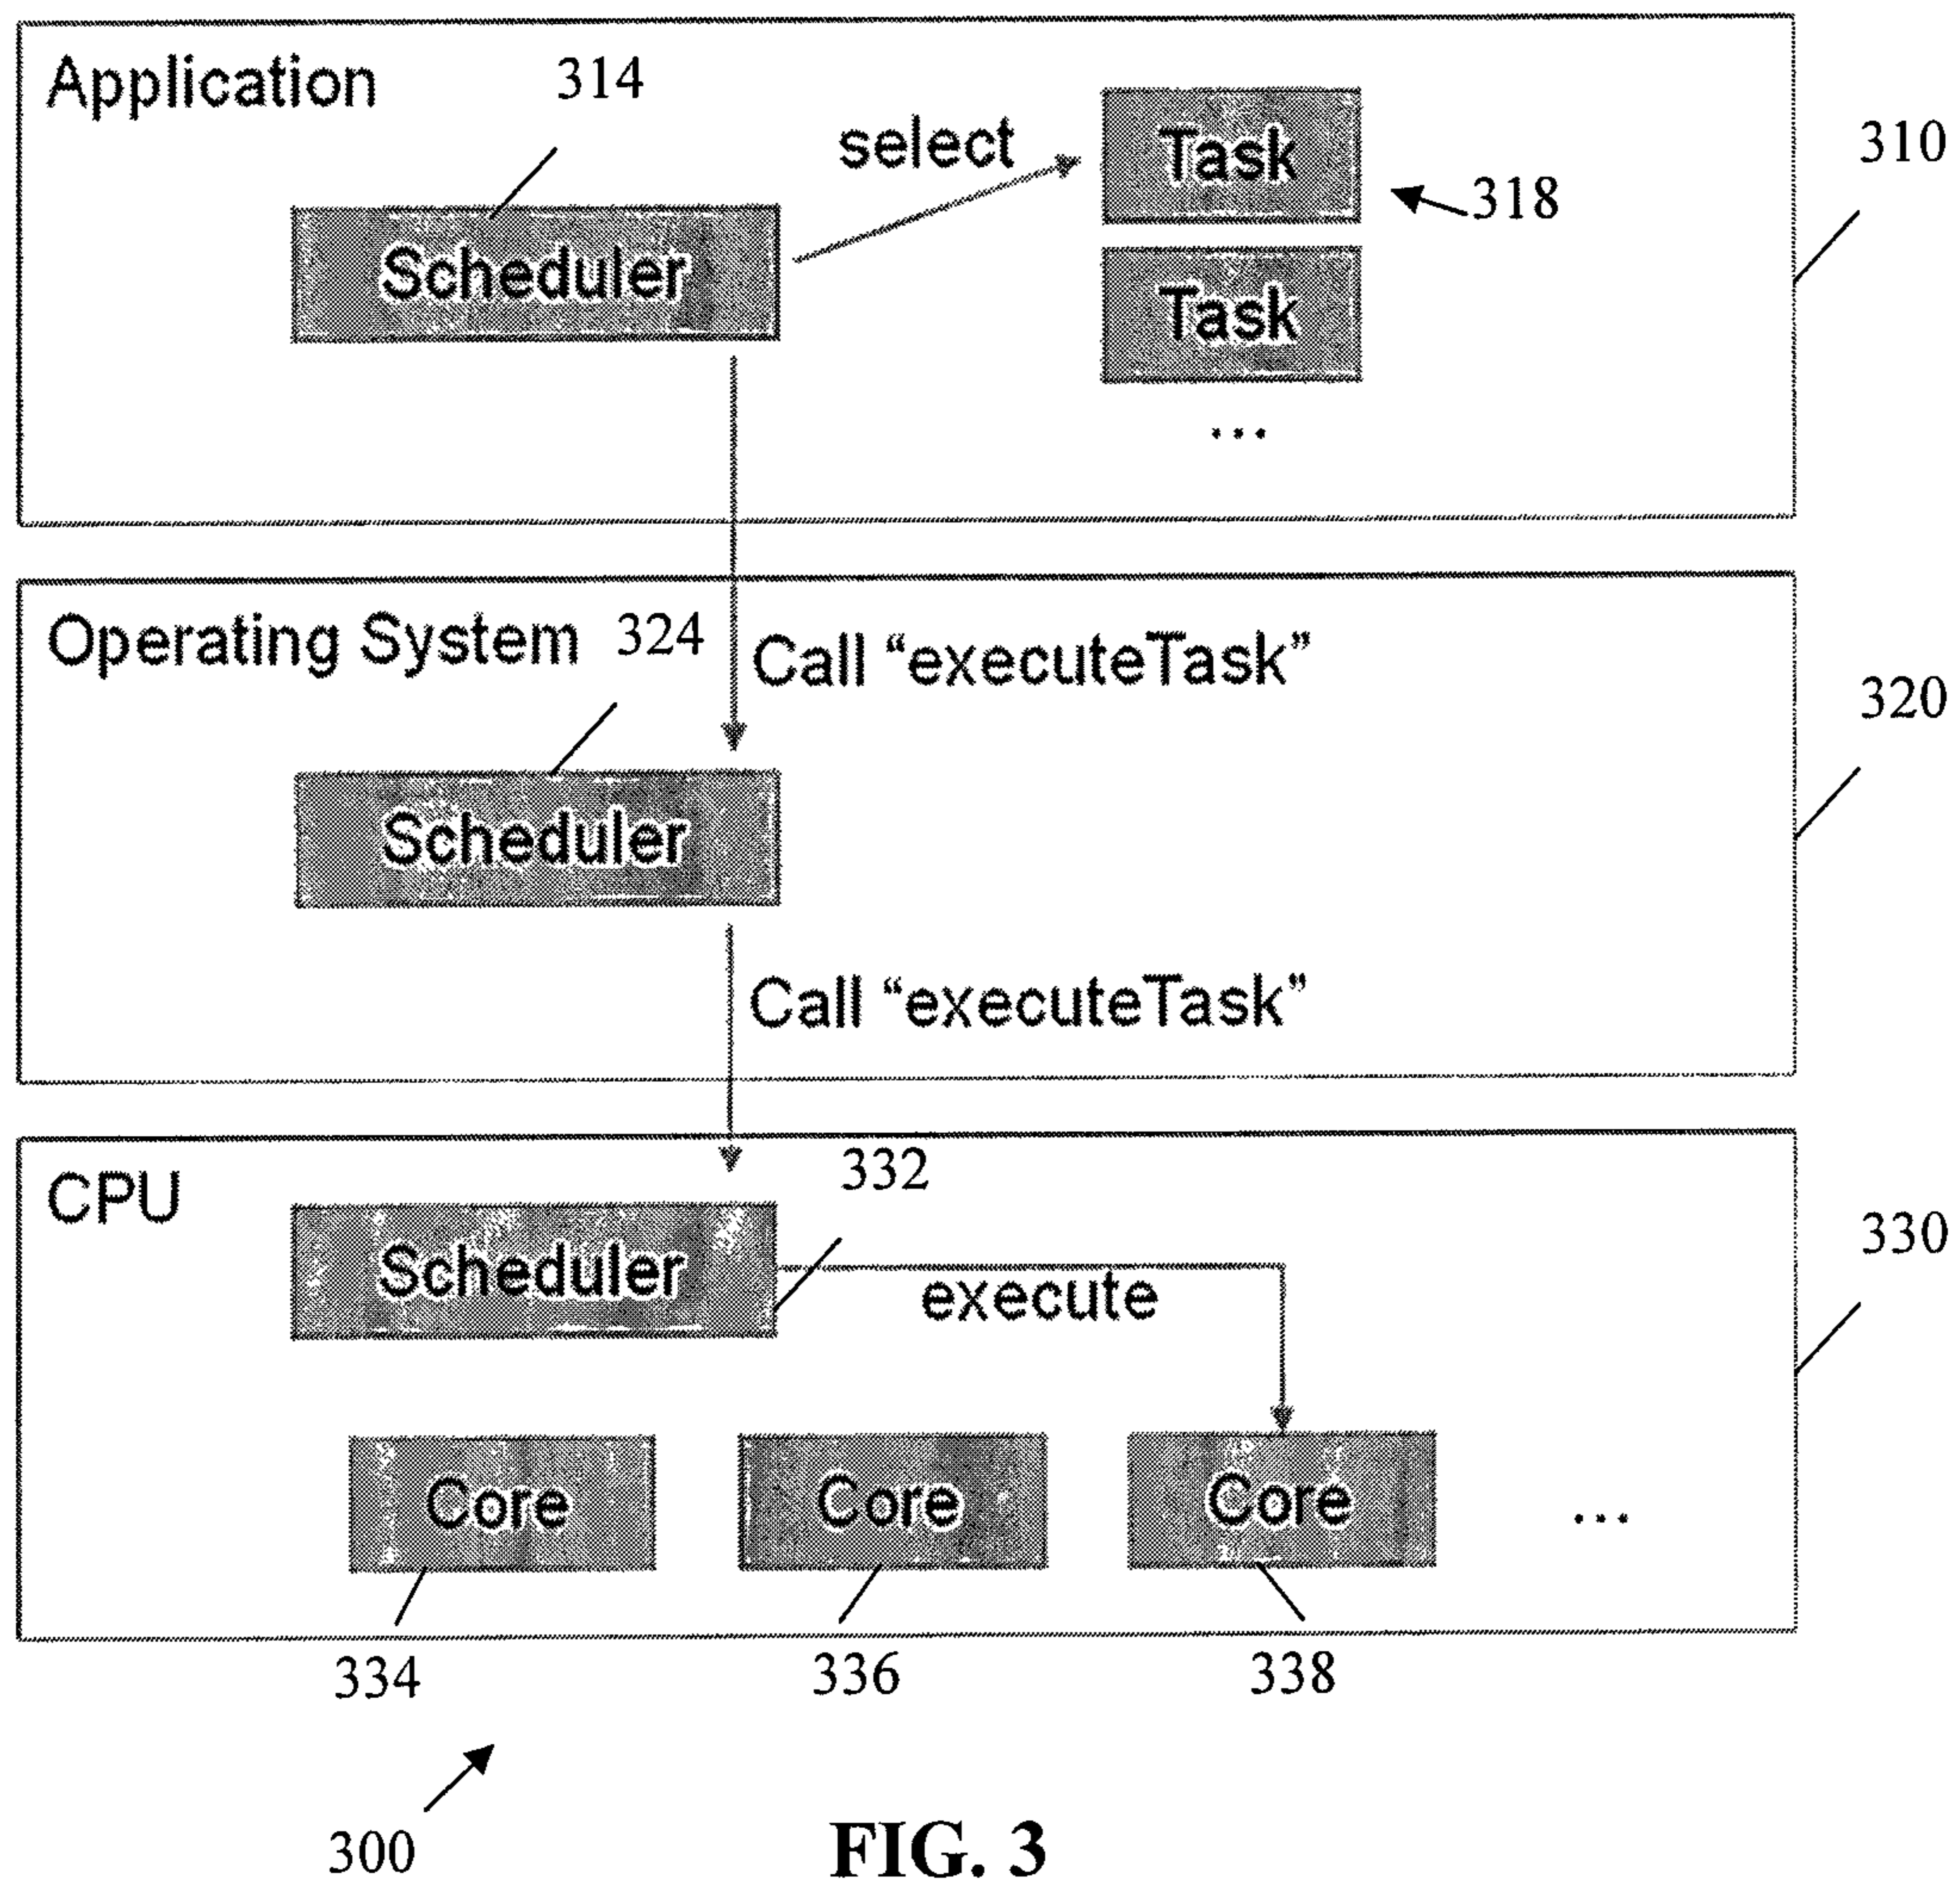 Application
314
select
Task
310
318
Scheduler
Task
...
Operating System
324
Call “executeTask”
320
Scheduler
Call “executeTask”
CPU
332
330
Scheduler
execute
Core
Core
Core
...
334
336
338
300
FIG. 3